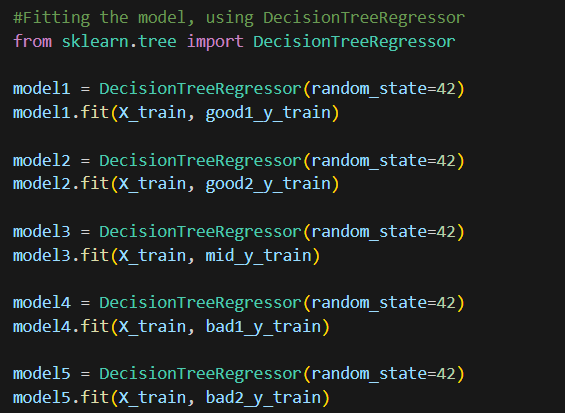 #Fitting the model, using DecisionTreeRegressor
from sklearn.tree import DecisionTreeRegressor
model1 = DecisionTreeRegressor(random_state=42)
model1.fit(X_train, good1_y_train)
model2 = DecisionTreeRegressor(random_state=42)
model2.fit(X_train, good2_y_train)
model3 = DecisionTreeRegressor(random_state=42)
model3.fit(X_train, mid_y_train)
model4 = DecisionTreeRegressor(random_state=42)
model4.fit(X_train, bad1_y_train)
model5 = DecisionTreeRegressor(random_state=42)
model5.fit(X_train, bad2_y_train)